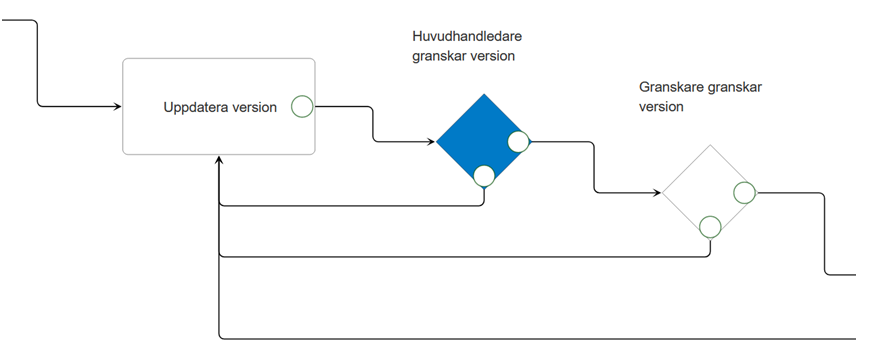 Huvudhandledare
granskar version
Granskare granskar
version
Uppdatera version